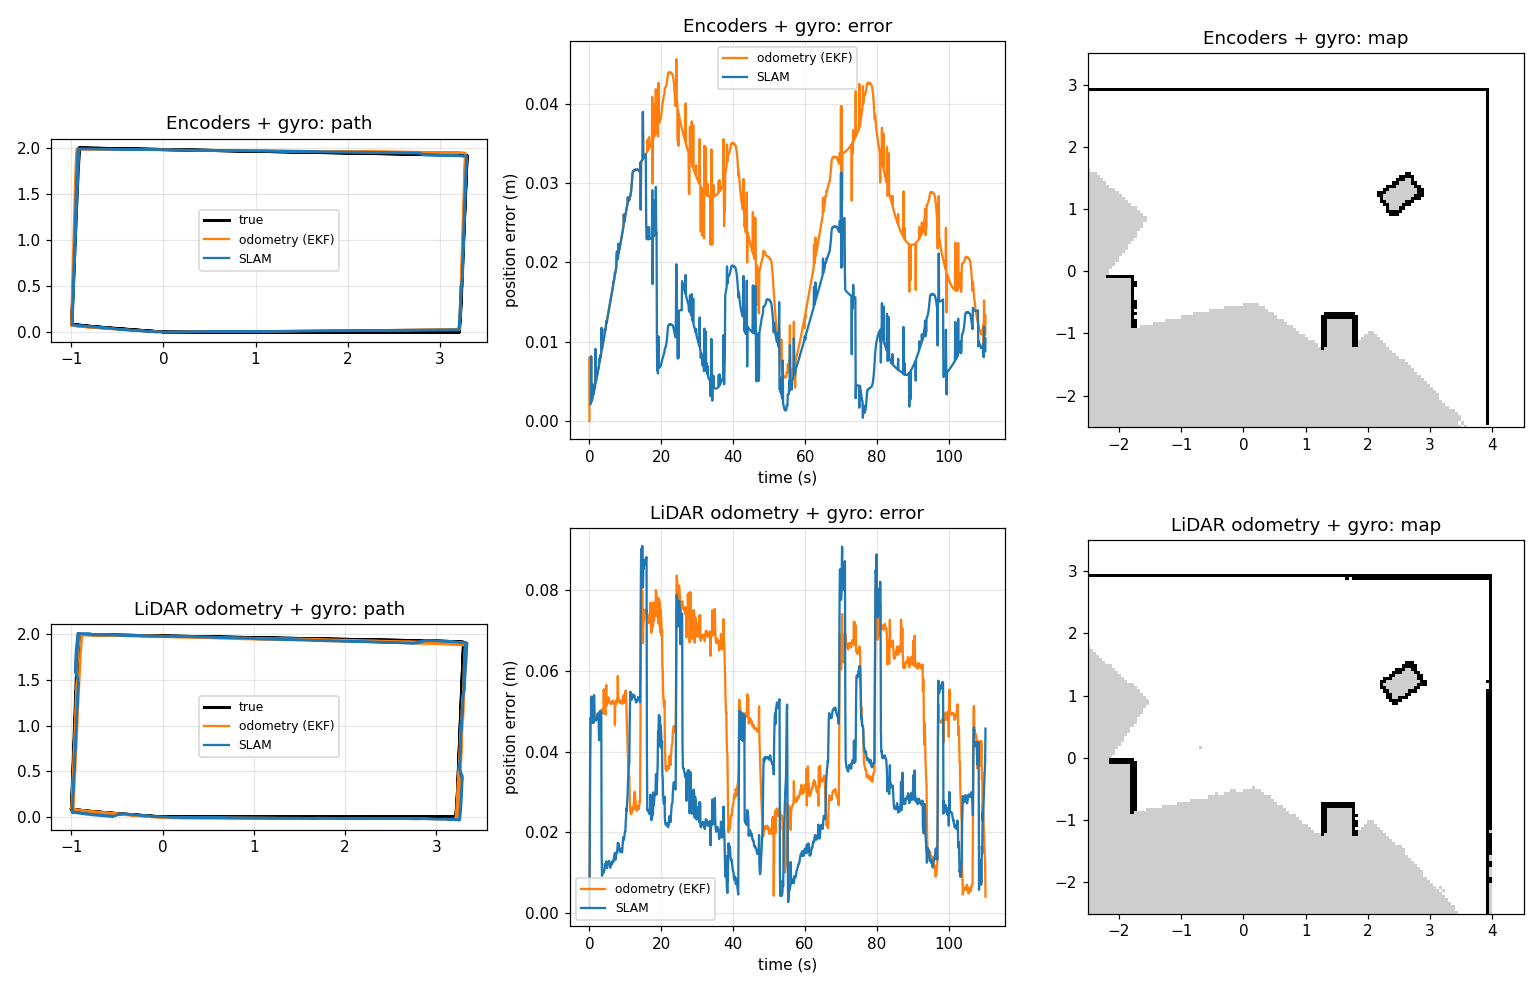 Encoders + gyro: path
2.0
1.5
1.0
0.5
0.0
true
odometry (EKF)
SLAM
−1 0 1 2 3
Encoders + gyro: error
position error (m)
0.04
0.03
0.02
0.01
0.00
odometry (EKF)
SLAM
0 20 40 60 80 100
time (s)
Encoders + gyro: map
3
2
1
0
−1
−2
−2 −1 0 1 2 3 4
LiDAR odometry + gyro: path
2.0
1.5
1.0
0.5
0.0
true
odometry (EKF)
SLAM
−1 0 1 2 3
LiDAR odometry + gyro: error
position error (m)
0.08
0.06
0.04
0.02
0.00
odometry (EKF)
SLAM
0 20 40 60 80 100
time (s)
LiDAR odometry + gyro: map
3
2
1
0
−1
−2
−2 −1 0 1 2 3 4